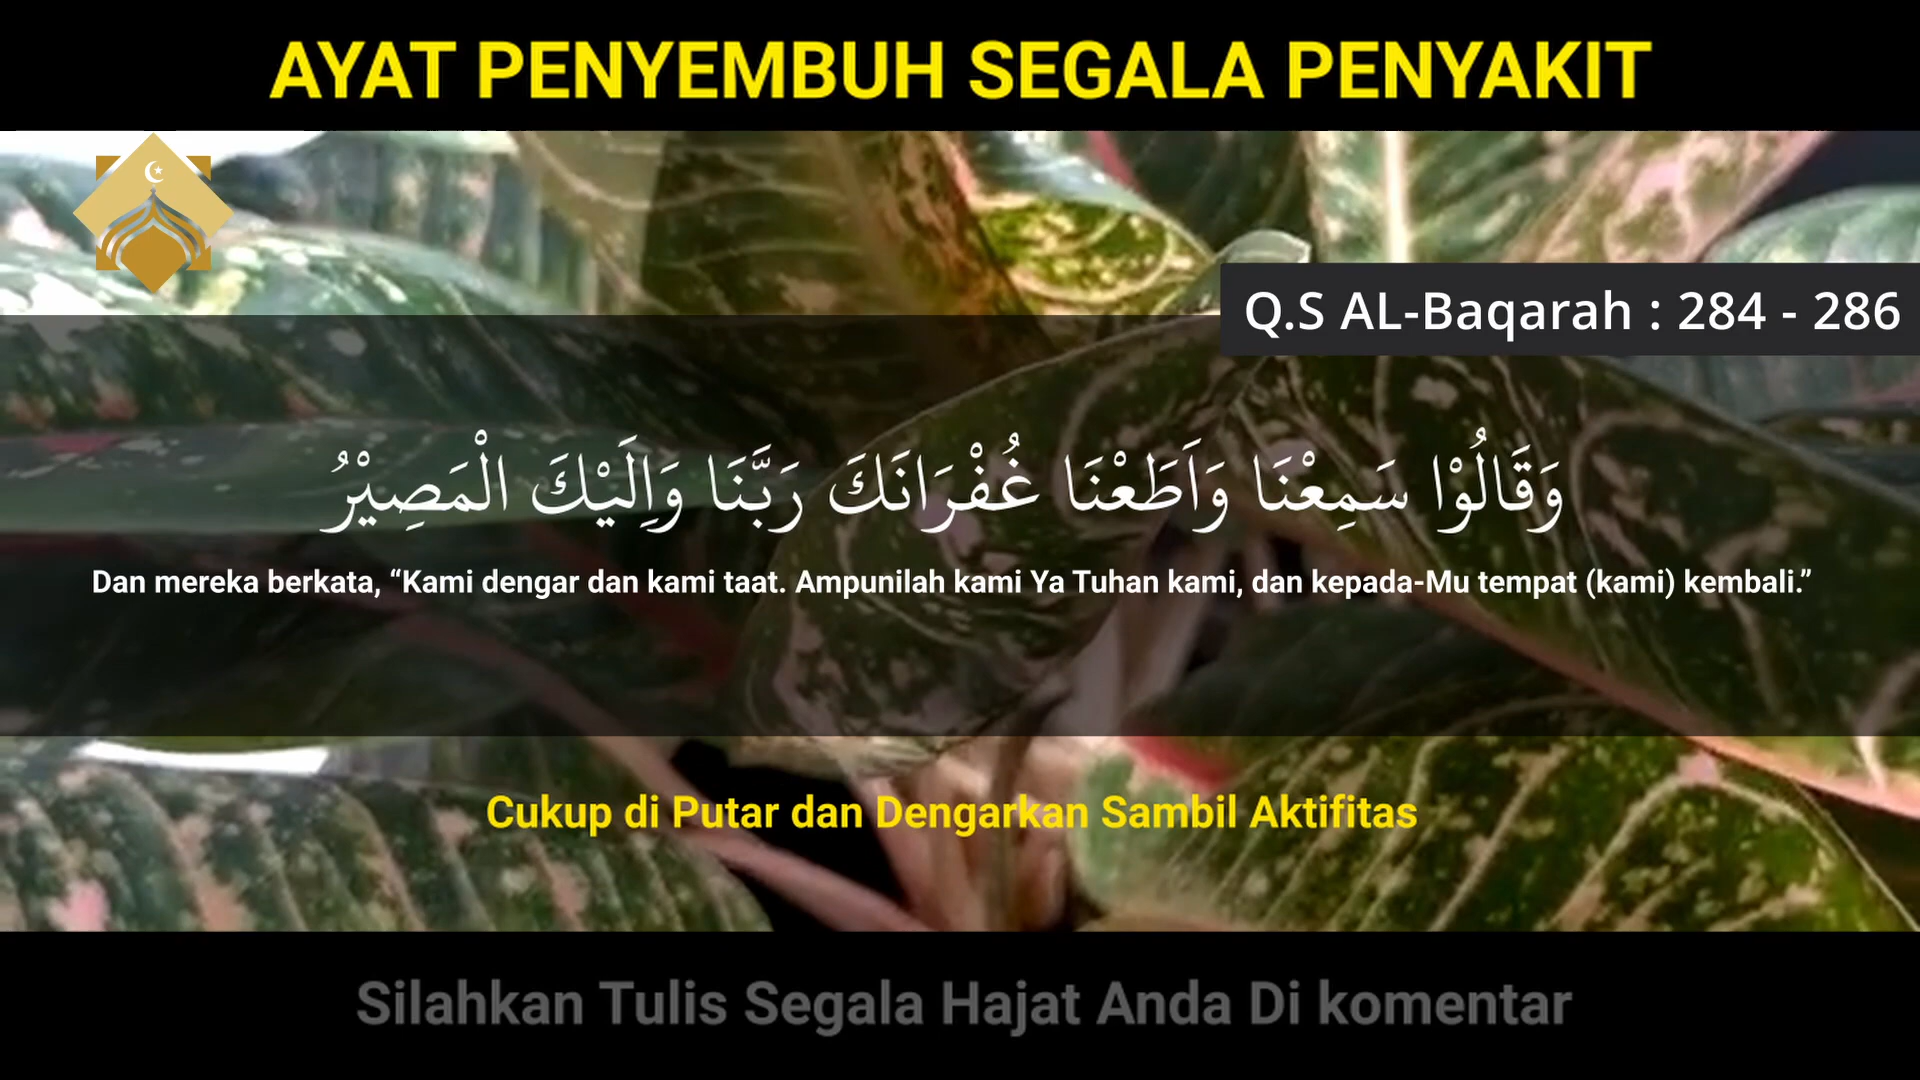 AYAT PENYEMBUH SEGALA PENYAKIT
Q.S AL-Baqarah : 284 - 286
وَقَالُوْا سَمِعْنَا وَاَطَعْنَا غُفْرَانَكَ رَبَّنَا وَاِلَيْكَ الْمَصِيْرُ
Dan mereka berkata, “Kami dengar dan kami taat. Ampunilah kami Ya Tuhan kami, dan kepada-Mu tempat (kami) kembali.”
Cukup di Putar dan Dengarkan Sambil Aktifitas
Silahkan Tulis Segala Hajat Anda Di komentar